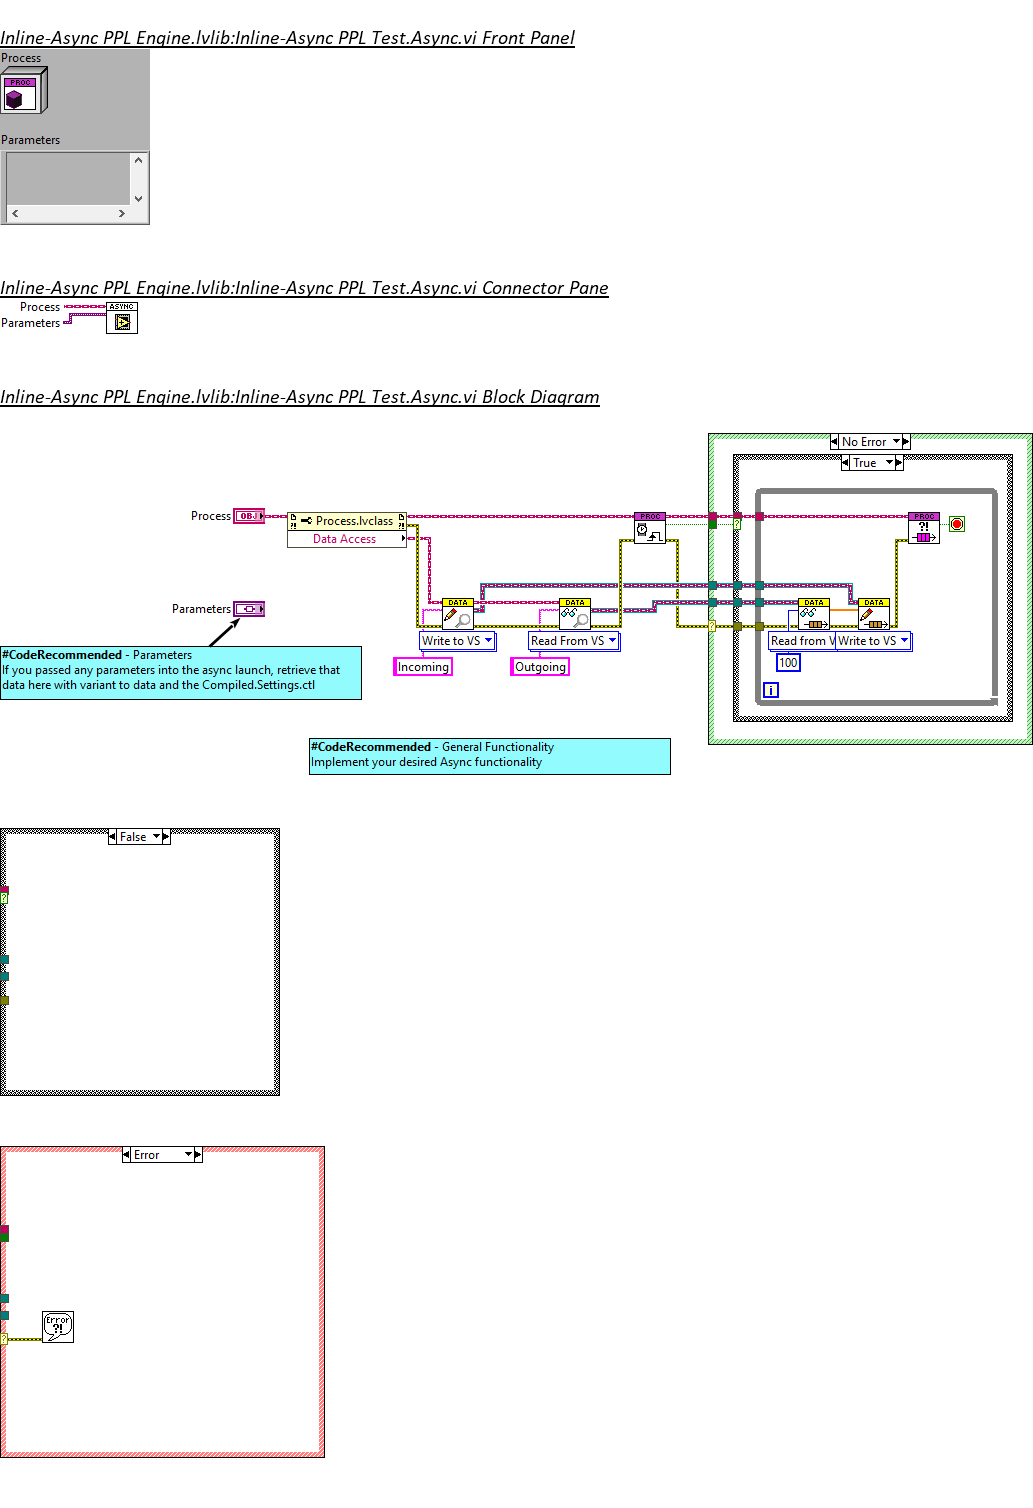 Inline-Async PPL Engine.lvlib:Inline-Async PPL Test.Async.vi Front Panel
Process
PROC
Parameters
Inline-Async PPL Engine.lvlib:Inline-Async PPL Test.Async.vi Connector Pane
Process
ASYNC
Parameters
Inline-Async PPL Engine.lvlib:Inline-Async PPL Test.Async.vi Block Diagram
No Error
True
Process
OBJ
Process.lvclass
Data Access
PROC
?
PROC
?!
Parameters
DATA
DATA
DATA
DATA
?
Write to VS
Read From VS
Read from V
Write to VS
Incoming
Outgoing
100
i
#CodeRecommended - Parameters
If you passed any parameters into the async launch, retrieve that
data here with variant to data and the Compiled.Settings.ctl
#CodeRecommended - General Functionality
Implement your desired Async functionality
False
?
Error
Error
?!
?